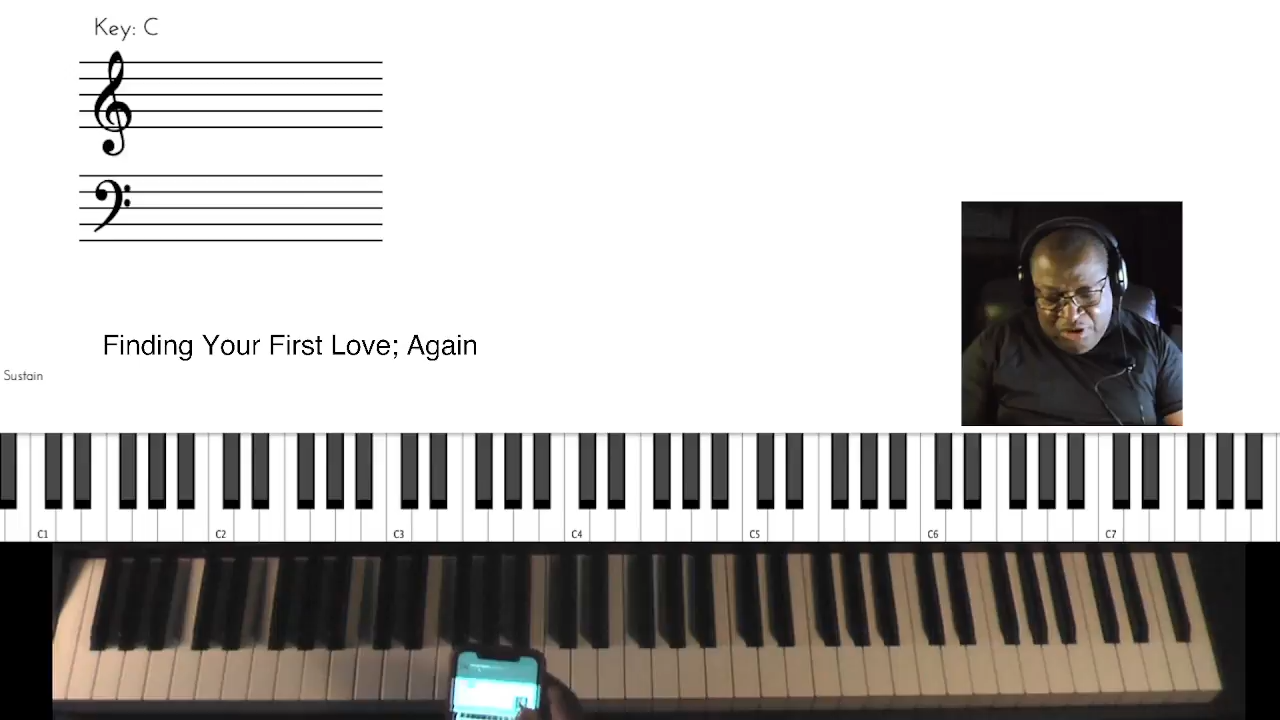 Key: C
Finding Your First Love; Again
Sustain
C1 C2 C3 C4 C5 C6 C7